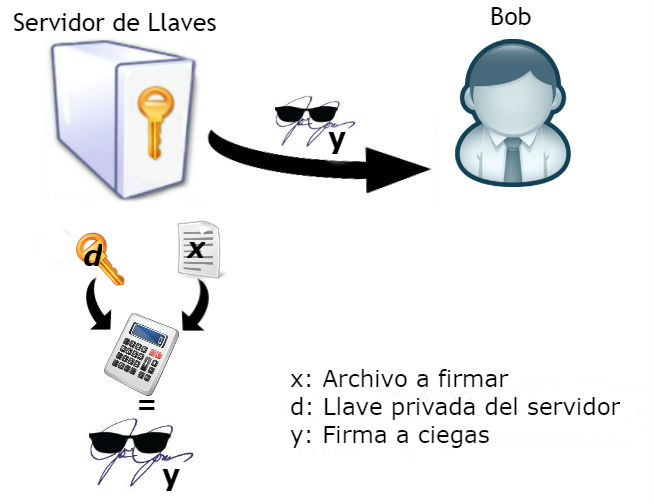 Servidor de Llaves
Bob
y
d
x
=
y
x: Archivo a firmar
d: Llave privada del servidor
y: Firma a ciegas